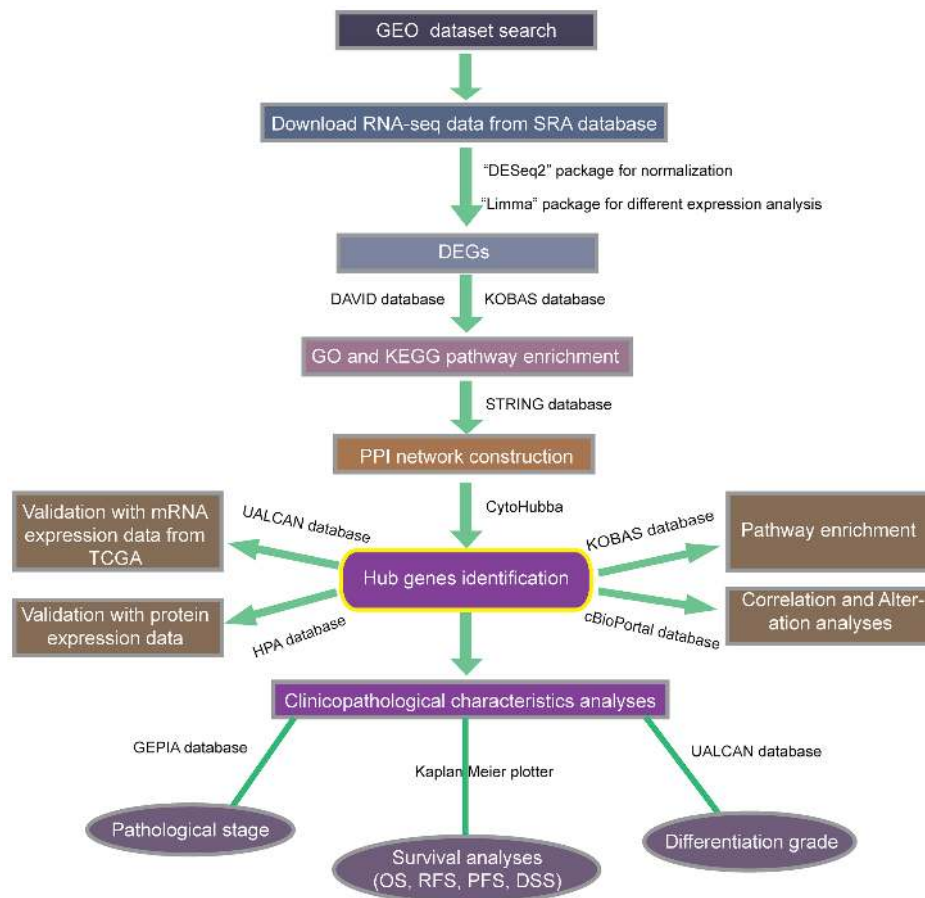 GEO dataset search
Download RNA-seq data from SRA database
“DESeq2” package for normalization
“Limma” package for different expression analysis
DEGs
DAVID database
KOBAS database
GO and KEGG pathway enrichment
STRING database
PPI network construction
CytoHubba
Validation with mRNA
expression data from
TCGA
UALCAN database
KOBAS database
Pathway enrichment
Hub genes identification
Validation with protein
expression data
HPA database
cBioPortal database
Correlation and Alter-
ation analyses
Clinicopathological characteristics analyses
GEPIA database
Kaplan Meier plotter
UALCAN database
Pathological stage
Survival analyses
(OS, RFS, PFS, DSS)
Differentiation grade